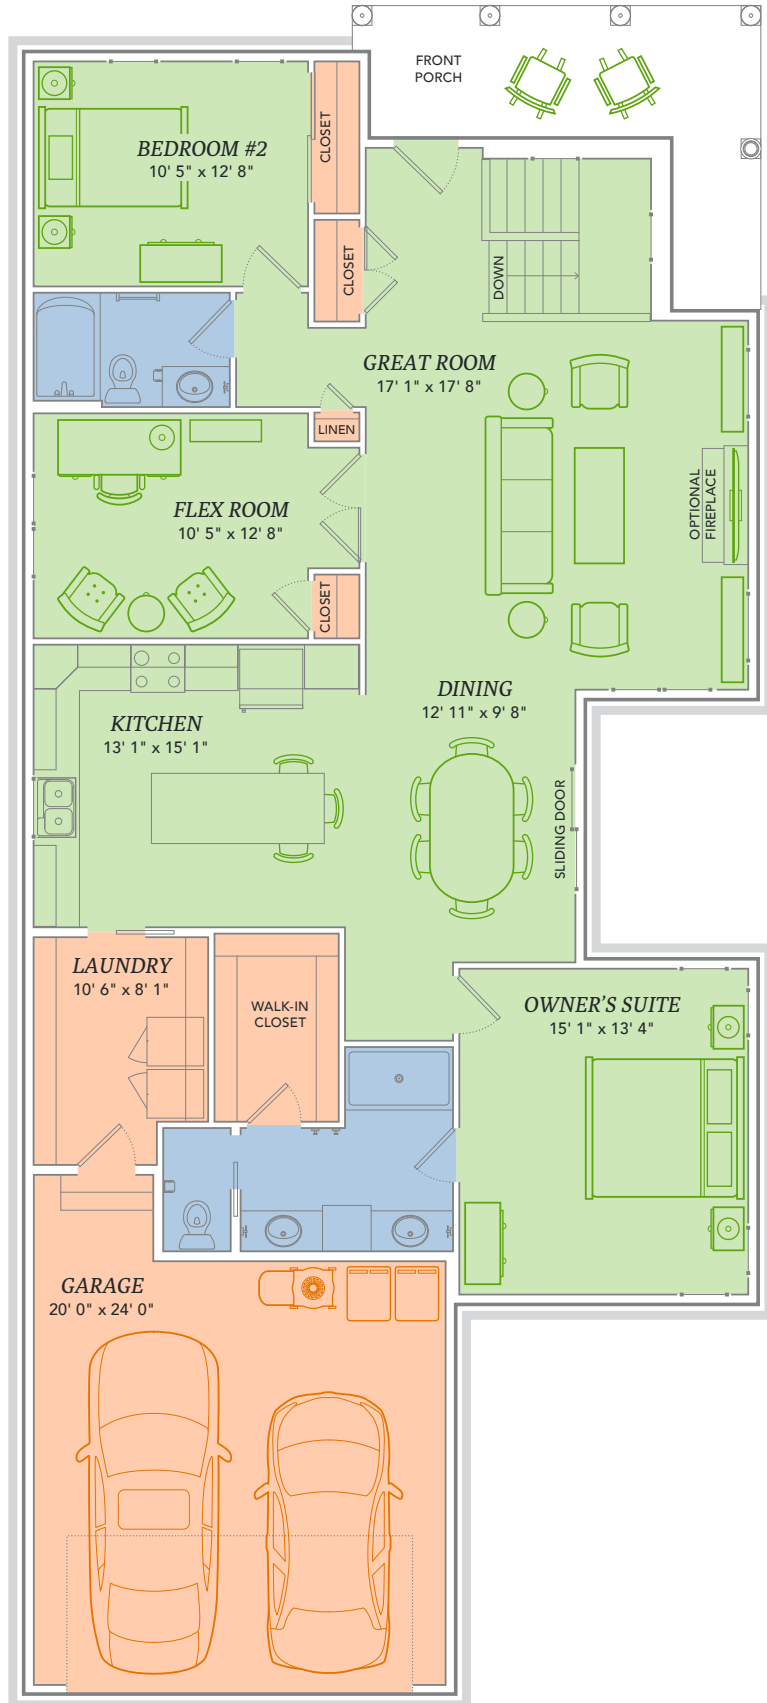 FRONT
PORCH
BEDROOM #2
10' 5" x 12' 8"
CLOSET
CLOSET
DOWN
GREAT ROOM
17' 1" x 17' 8"
LINEN
OPTIONAL
FIREPLACE
FLEX ROOM
10' 5" x 12' 8"
CLOSET
DINING
12' 11" x 9' 8"
KITCHEN
13' 1" x 15' 1"
SLIDING DOOR
LAUNDRY
10' 6" x 8' 1"
WALK-IN
CLOSET
OWNER'S SUITE
15' 1" x 13' 4"
GARAGE
20' 0" x 24' 0"